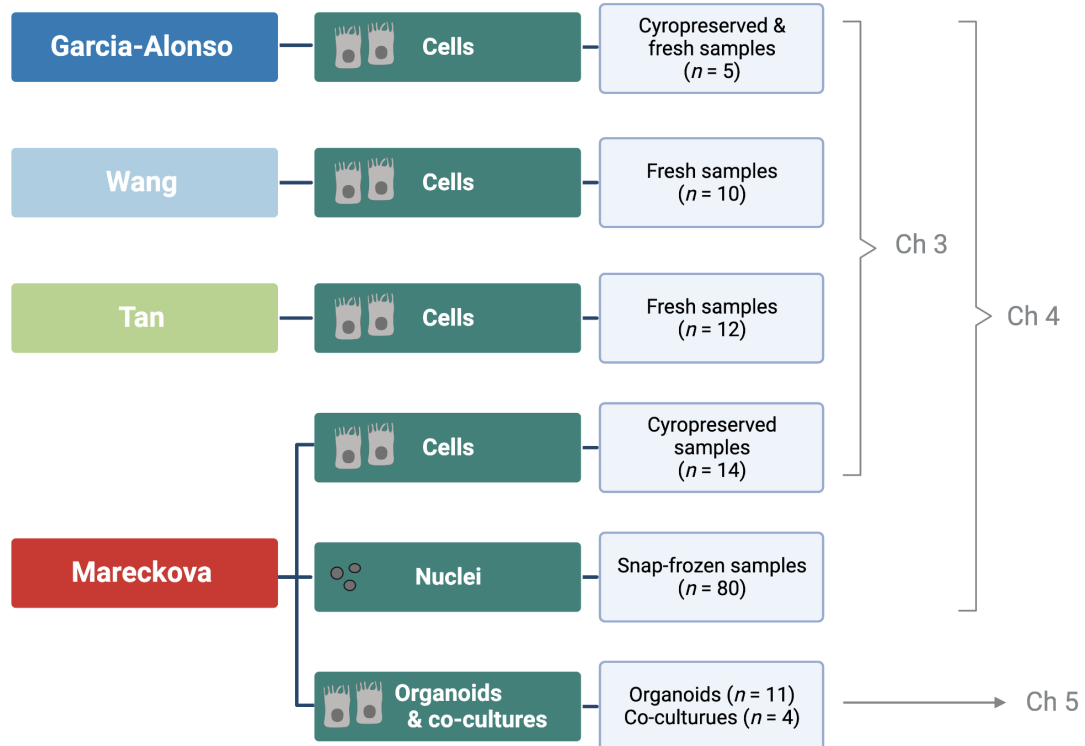 Garcia-Alonso
Cells
Cyropreserved &
fresh samples
(n = 5)
Wang
Cells
Fresh samples
(n = 10)
Ch 3
Tan
Cells
Fresh samples
(n = 12)
Ch 4
Cells
Cyropreserved
samples
(n = 14)
Mareckova
Nuclei
Snap-frozen samples
(n = 80)
Organoids
& co-cultures
Organoids (n = 11)
Co-culturues (n = 4)
Ch 5